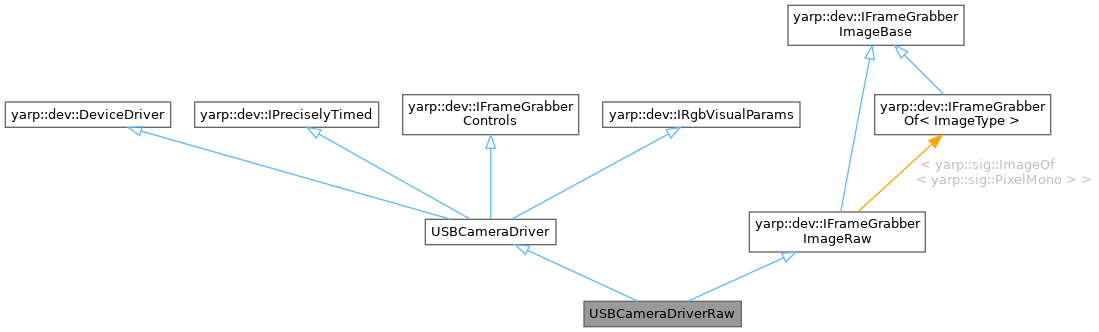 yarp::dev::IFrameGrabber
ImageBase
yarp::dev::DeviceDriver
yarp::dev::IPreciselyTimed
yarp::dev::IFrameGrabber
Controls
yarp::dev::IRgbVisualParams
yarp::dev::IFrameGrabber
Of< ImageType >
< yarp::sig::ImageOf
< yarp::sig::PixelMono > >
USBCameraDriver
yarp::dev::IFrameGrabber
ImageRaw
USBCameraDriverRaw